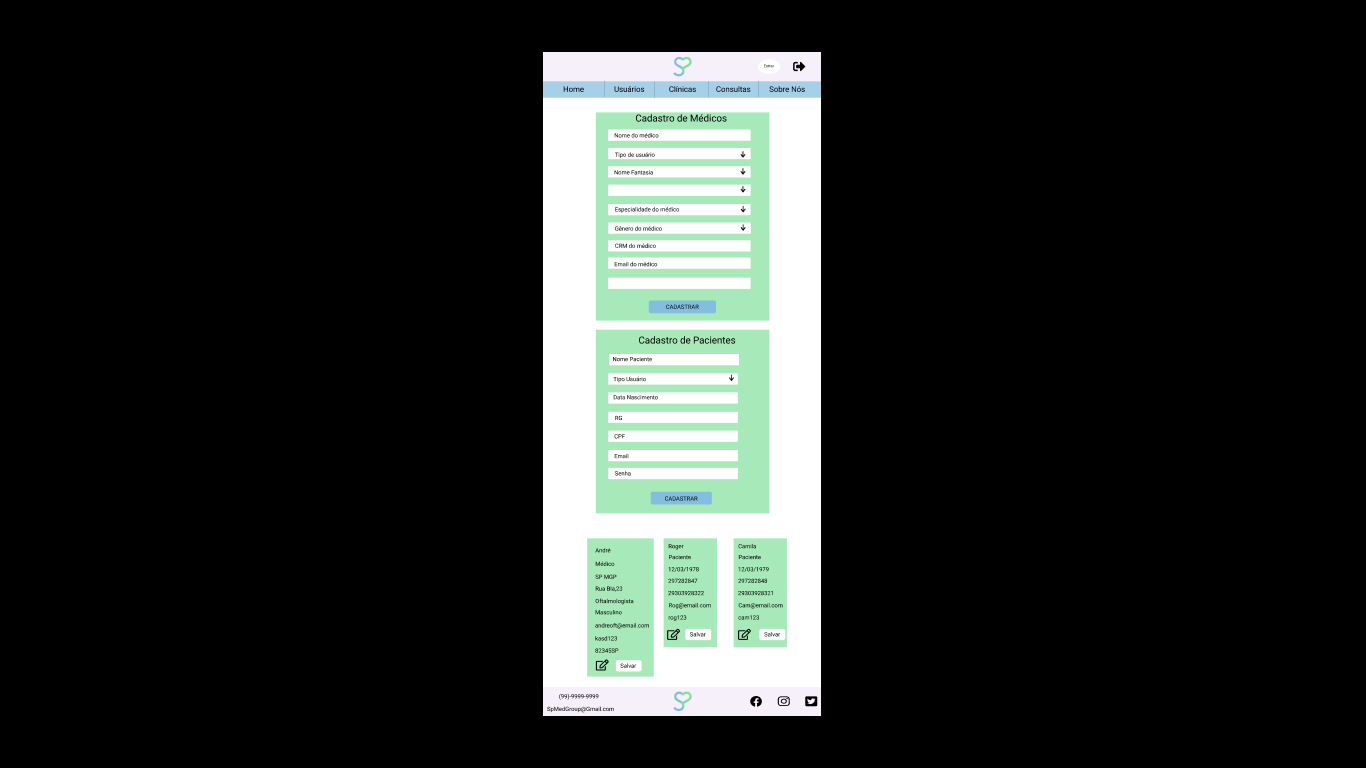 SP
Entrar
Home Usuários Clínicas Consultas Sobre Nós
Cadastro de Médicos
Nome do médico
Tipo de usuário
Nome Fantasia
Especialidade do médico
Gênero do médico
CRM do médico
Email do médico
CADASTRAR
Cadastro de Pacientes
Nome Paciente
Tipo Usuário
Data Nascimento
RG
CPF
Email
Senha
CADASTRAR
André
Médico
SP MGP
Rua Bla,23
Oftalmologista
Masculino
andreoft@email.com
kasd123
82345SP
Salvar
Roger
Paciente
12/03/1978
297282847
29303928322
Rog@email.com
rog123
Salvar
Camila
Paciente
12/03/1979
297282848
29303928321
Cam@email.com
cam123
Salvar
(99)-9999-9999
SpMedGroup@Gmail.com
SP